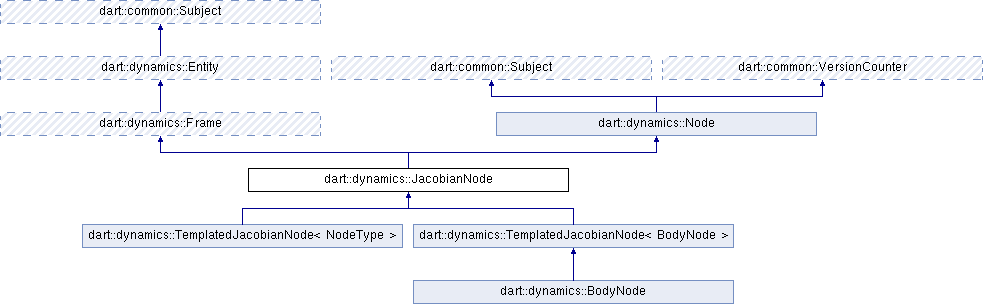 dart::common::Subject
dart::dynamics::Entity
dart::common::Subject
dart::common::VersionCounter
dart::dynamics::Frame
dart::dynamics::Node
dart::dynamics::JacobianNode
dart::dynamics::TemplatedJacobianNode< NodeType >
dart::dynamics::TemplatedJacobianNode< BodyNode >
dart::dynamics::BodyNode